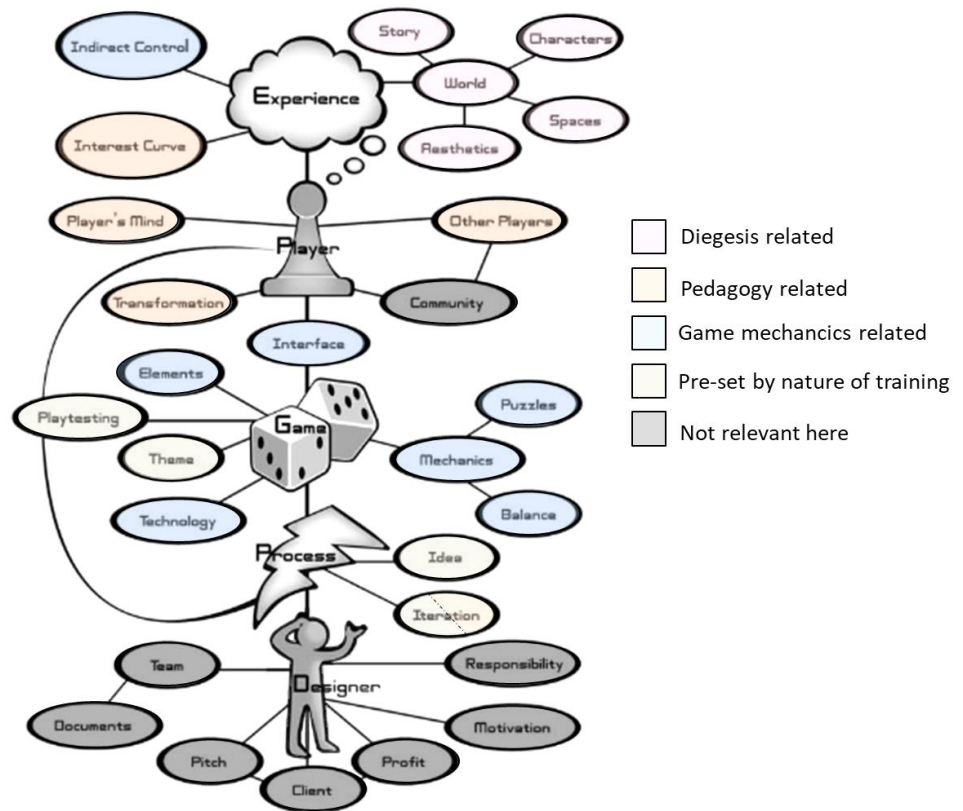 Story
Characters
Indirect Control
World
Experience
Spaces
Interest Curve
Aesthetics
Player's Mind
Other Players
Player
Transformation
Community
Interface
Elements
Puzzles
Playtesting
Game
Theme
Mechanics
Technology
Balance
Process
Idea
Iteration
Team
Responsibility
Designer
Documents
Motivation
Pitch
Profit
Client
Diegesis related
Pedagogy related
Game mechancics related
Pre-set by nature of training
Not relevant here